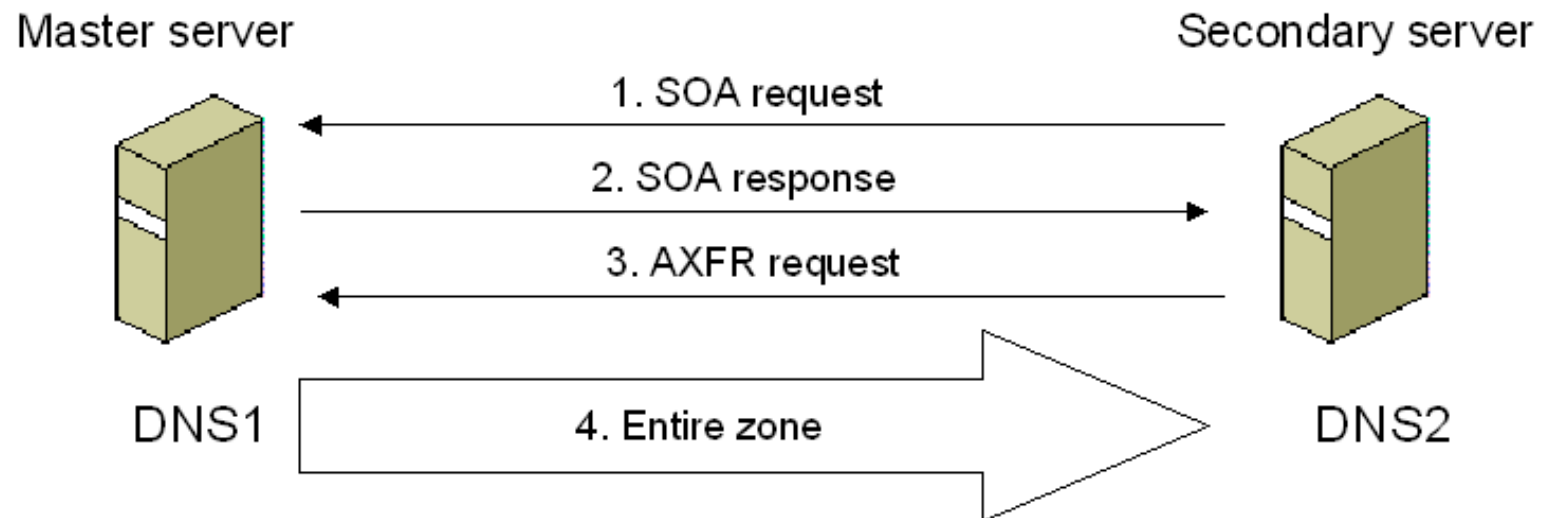 Master server
Secondary server
1. SOA request
2. SOA response
3. AXFR request
4. Entire zone
DNS1
DNS2